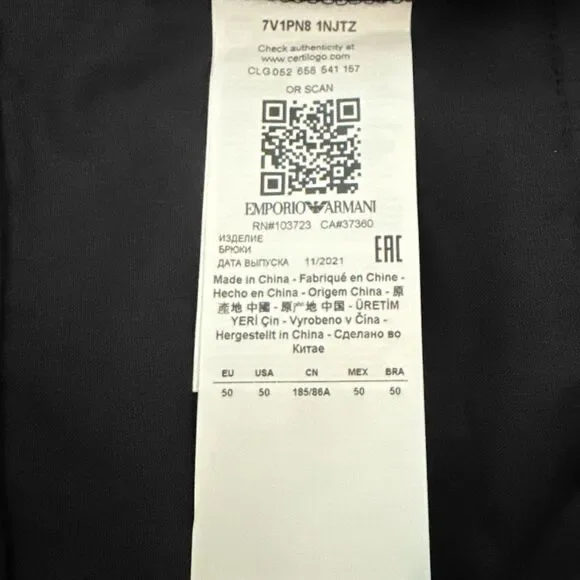 7V1PN8 1NJTZ
Check authenticity at
www.certilogo.com
CLG 052 656 541 157
OR SCAN
EMPORIO ARMANI
RN#103723 CA#37360
ИЗДЕЛИЕ
БРЮКИ
ДАТА ВЫПУСКА 11/2021
EAC
Made in China - Fabriqué en Chine -
Hecho en China - Origem China - 原
產地 中國 - 原产地 中国 - ÜRETİM
YERİ Çin - Vyrobeno v Čina -
Hergestellt in China - Сделано во
Китае
EU USA CN MEX BRA
50 50 185/86A 50 50